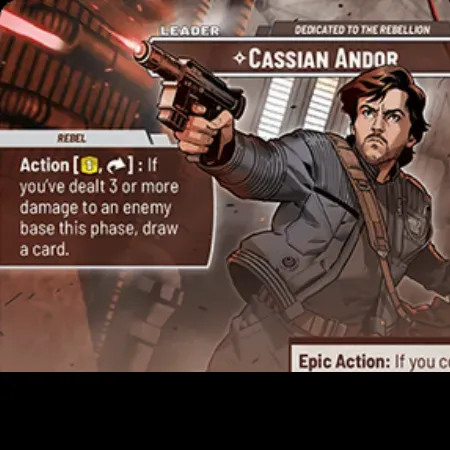 LEADER
DEDICATED TO THE REBELLION
CASSIAN ANDOR
REBEL
Action [1, ]: If
you've dealt 3 or more
damage to an enemy
base this phase, draw
a card.
Epic Action: If you c